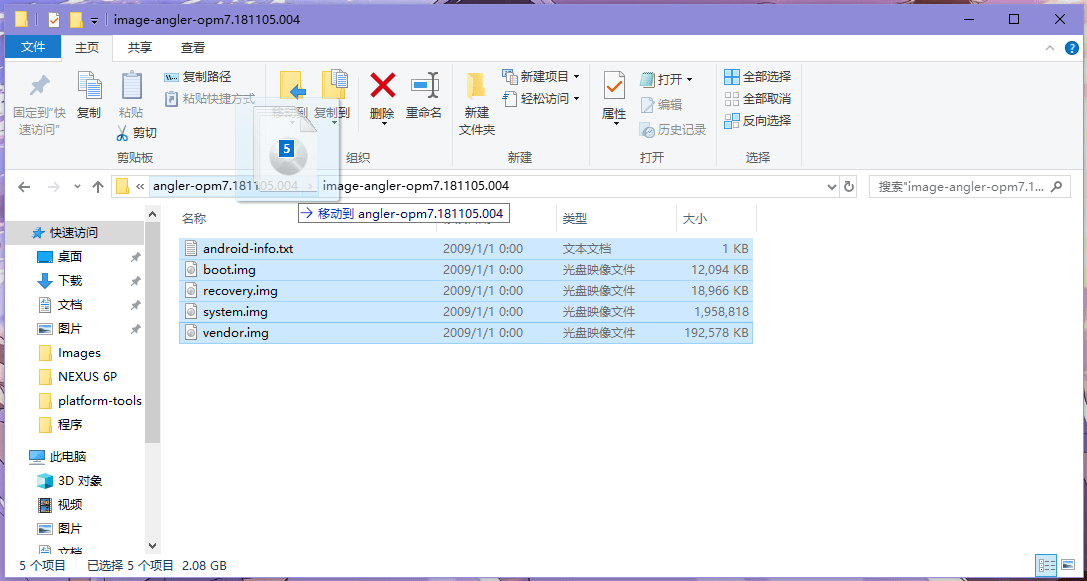 image-angler-opm7.181105.004
文件 主页 共享 查看
固定到"快速访问"
复制
粘贴
复制路径
粘贴快捷方式
剪切
剪贴板
移动到
复制到
删除
重命名
组织
新建文件夹
新建项目
轻松访问
新建
属性
打开
编辑
历史记录
打开
全部选择
全部取消
反向选择
选择
5
« angler-opm7.181105.004 › image-angler-opm7.181105.004
搜索"image-angler-opm7.1...
移动到 angler-opm7.181105.004
名称 类型 大小
android-info.txt 2009/1/1 0:00 文本文档 1 KB
boot.img 2009/1/1 0:00 光盘映像文件 12,094 KB
recovery.img 2009/1/1 0:00 光盘映像文件 18,966 KB
system.img 2009/1/1 0:00 光盘映像文件 1,958,818
vendor.img 2009/1/1 0:00 光盘映像文件 192,578 KB
快速访问
桌面
下载
文档
图片
Images
NEXUS 6P
platform-tools
程序
此电脑
3D 对象
视频
图片
文档
5 个项目 已选择 5 个项目 2.08 GB